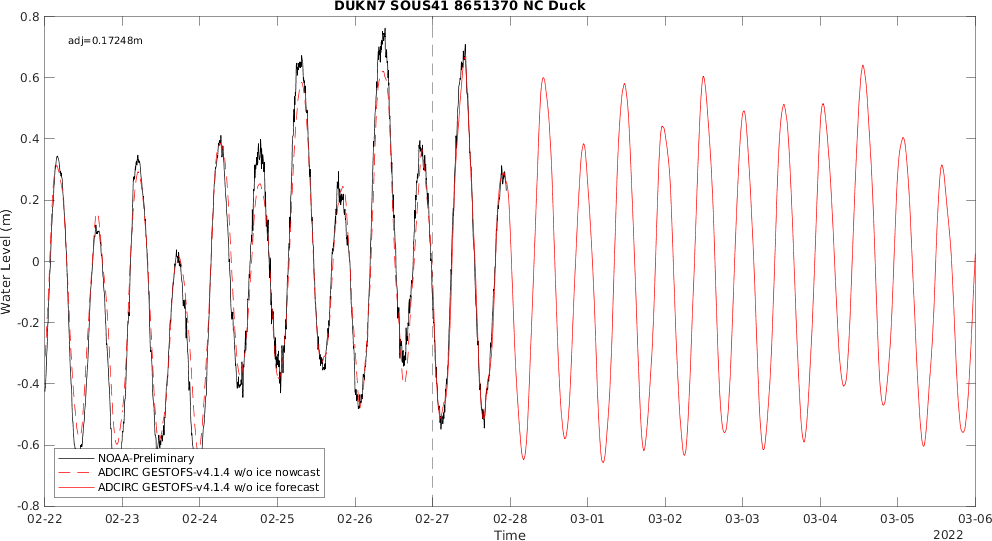 DUKN7 SOUS41 8651370 NC Duck
adj=0.17248m
0.8
0.6
0.4
0.2
0
-0.2
-0.4
-0.6
-0.8
Water Level (m)
NOAA-Preliminary
ADCIRC GESTOFS-v4.1.4 w/o ice nowcast
ADCIRC GESTOFS-v4.1.4 w/o ice forecast
02-22 02-23 02-24 02-25 02-26 02-27 02-28 03-01 03-02 03-03 03-04 03-05 03-06
Time
2022